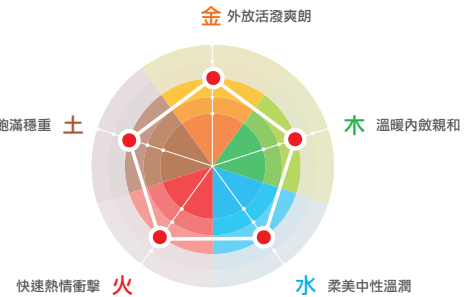 金 外放活潑爽朗
飽滿穩重 土
木 溫暖內斂親和
快速熱情衝擊 火
水 柔美中性溫潤